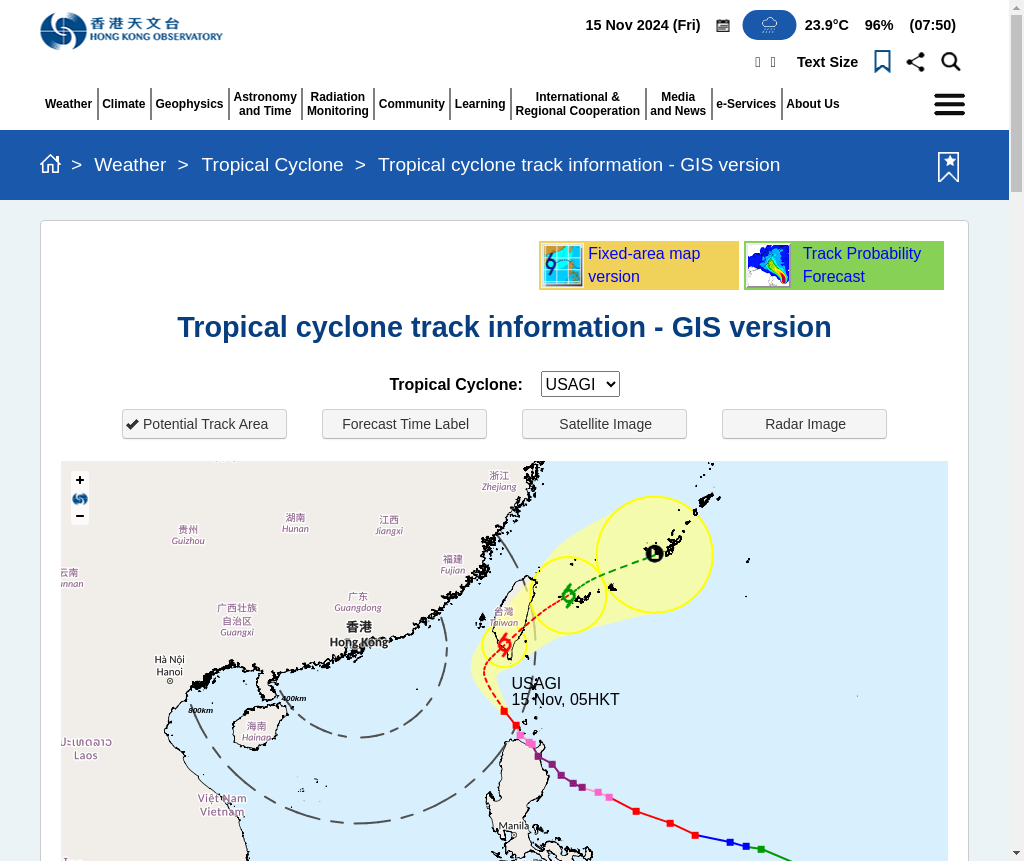 香港天文台
HONG KONG OBSERVATORY
15 Nov 2024 (Fri) 23.9°C 96% (07:50)
Text Size
Weather Climate Geophysics Astronomy and Time Radiation Monitoring Community Learning International & Regional Cooperation Media and News e-Services About Us
> Weather > Tropical Cyclone > Tropical cyclone track information - GIS version
Fixed-area map version
Track Probability Forecast
Tropical cyclone track information - GIS version
Tropical Cyclone: USAGI
Potential Track Area Forecast Time Label Satellite Image Radar Image
+
−
浙江
Zhejiang
贵州
Guizhou
湖南
Hunan
江西
Jiangxi
福建
Fujian
云南
unnan
广西壮族
自治区
Guangxi
广东
Guangdong
香港
Hong Kong
台灣
Taiwan
L
Hà Nội
Hanoi
400km
800km
海南
Hainan
USAGI
15 Nov, 05HKT
ປະເທດລາວ
Laos
Việt Nam
Vietnam
Manila